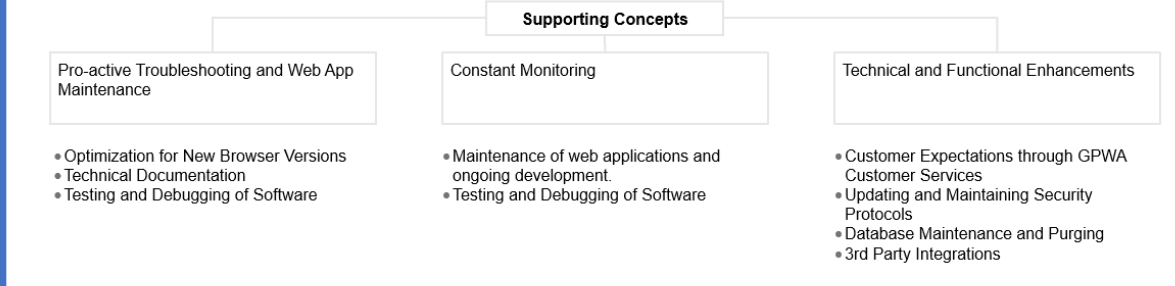 Supporting Concepts
Pro-active Troubleshooting and Web App
Maintenance
Constant Monitoring
Technical and Functional Enhancements
• Optimization for New Browser Versions
• Technical Documentation
• Testing and Debugging of Software
• Maintenance of web applications and
ongoing development.
• Testing and Debugging of Software
• Customer Expectations through GPWA
Customer Services
• Updating and Maintaining Security
Protocols
• Database Maintenance and Purging
• 3rd Party Integrations